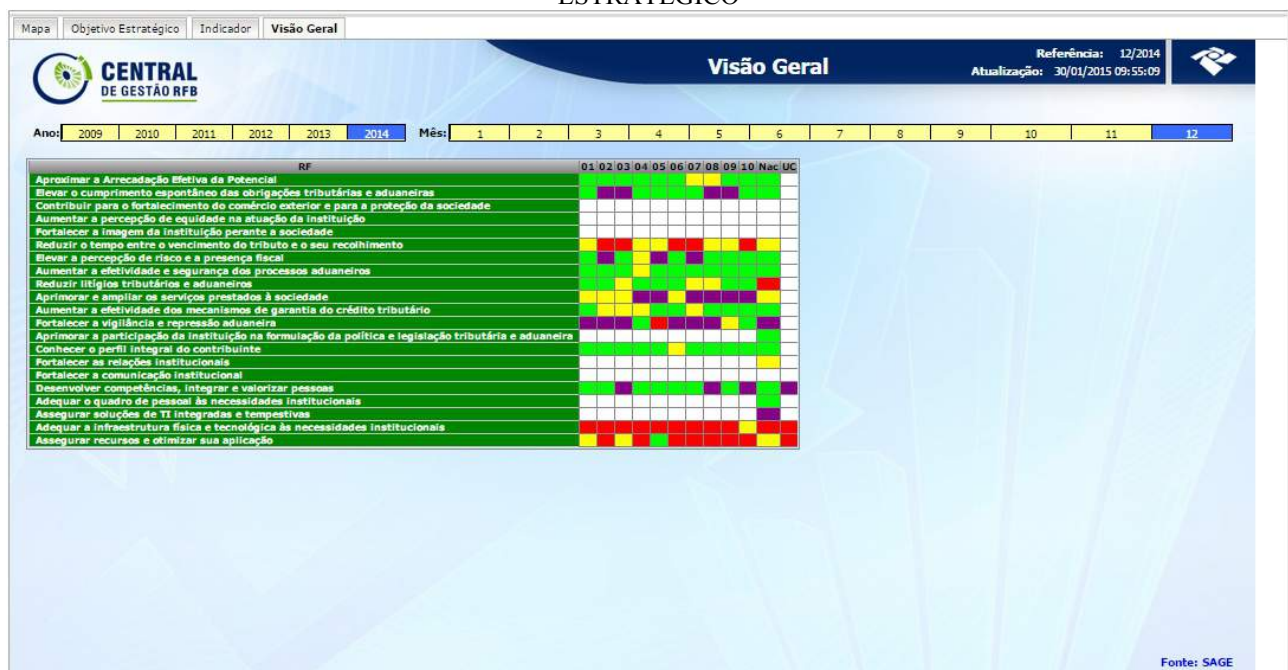 ESTRATÉGICO
Mapa Objetivo Estratégico Indicador Visão Geral
CENTRAL
DE GESTÃO RFB
Visão Geral
Referência: 12/2014
Atualização: 30/01/2015 09:55:09
Ano: 2009 2010 2011 2012 2013 2014 Mês: 1 2 3 4 5 6 7 8 9 10 11 12
RF 01 02 03 04 05 06 07 08 09 10 Nac UC
Aproximar a Arrecadação Efetiva da Potencial
Elevar o cumprimento espontâneo das obrigações tributárias e aduaneiras
Contribuir para o fortalecimento do comércio exterior e para a proteção da sociedade
Aumentar a percepção de equidade na atuação da instituição
Fortalecer a imagem da instituição perante a sociedade
Reduzir o tempo entre o vencimento do tributo e o seu recolhimento
Elevar a percepção de risco e a presença fiscal
Aumentar a efetividade e segurança dos processos aduaneiros
Reduzir litígios tributários e aduaneiros
Aprimorar e ampliar os serviços prestados à sociedade
Aumentar a efetividade dos mecanismos de garantia do crédito tributário
Fortalecer a vigilância e repressão aduaneira
Aprimorar a participação da instituição na formulação da política e legislação tributária e aduaneira
Conhecer o perfil integral do contribuinte
Fortalecer as relações institucionais
Fortalecer a comunicação institucional
Desenvolver competências, integrar e valorizar pessoas
Adequar o quadro de pessoal às necessidades institucionais
Assegurar soluções de TI integradas e tempestivas
Adequar a infraestrutura física e tecnológica às necessidades institucionais
Assegurar recursos e otimizar sua aplicação
Fonte: SAGE